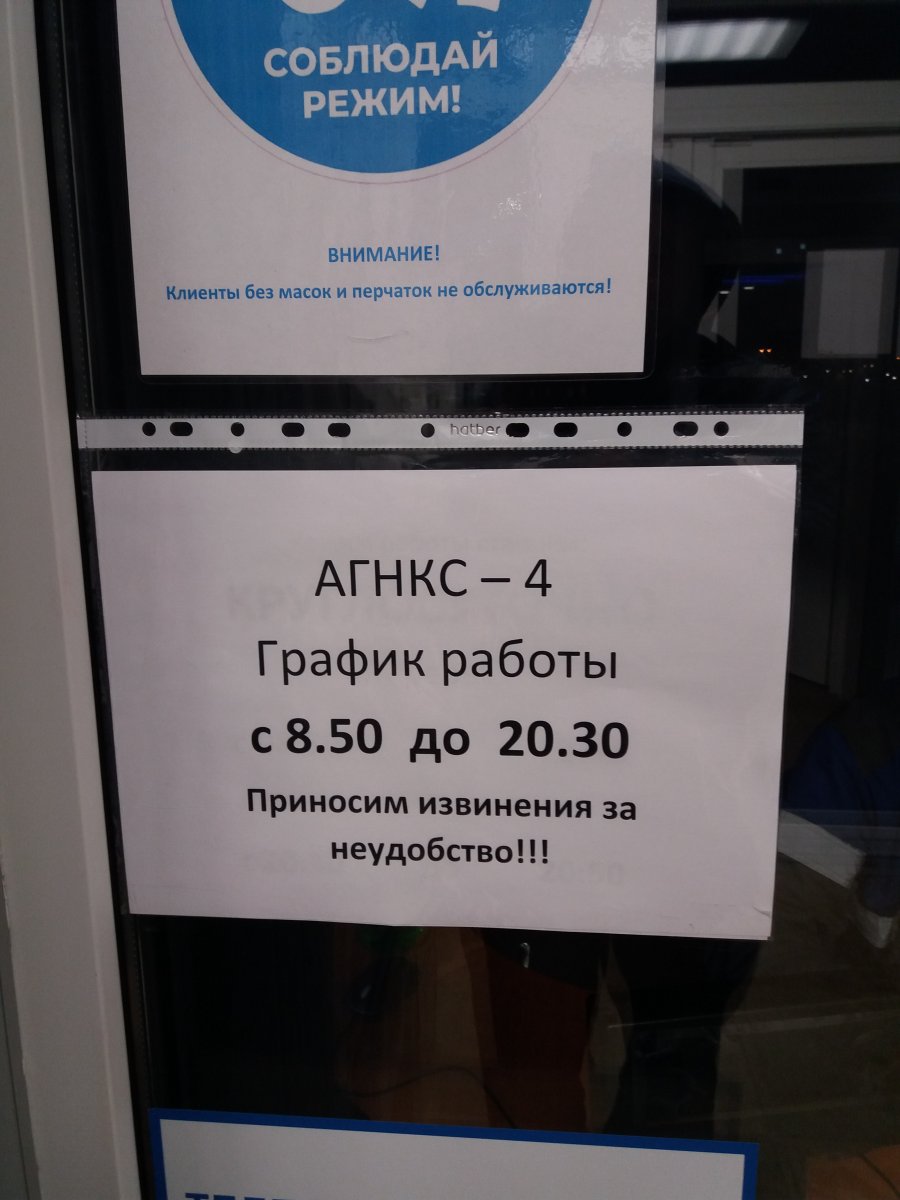 СОБЛЮДАЙ
РЕЖИМ!
ВНИМАНИЕ!
Клиенты без масок и перчаток не обслуживаются!
hatber
АГНКС – 4
График работы
с 8.50 до 20.30
Приносим извинения за
неудобство!!!